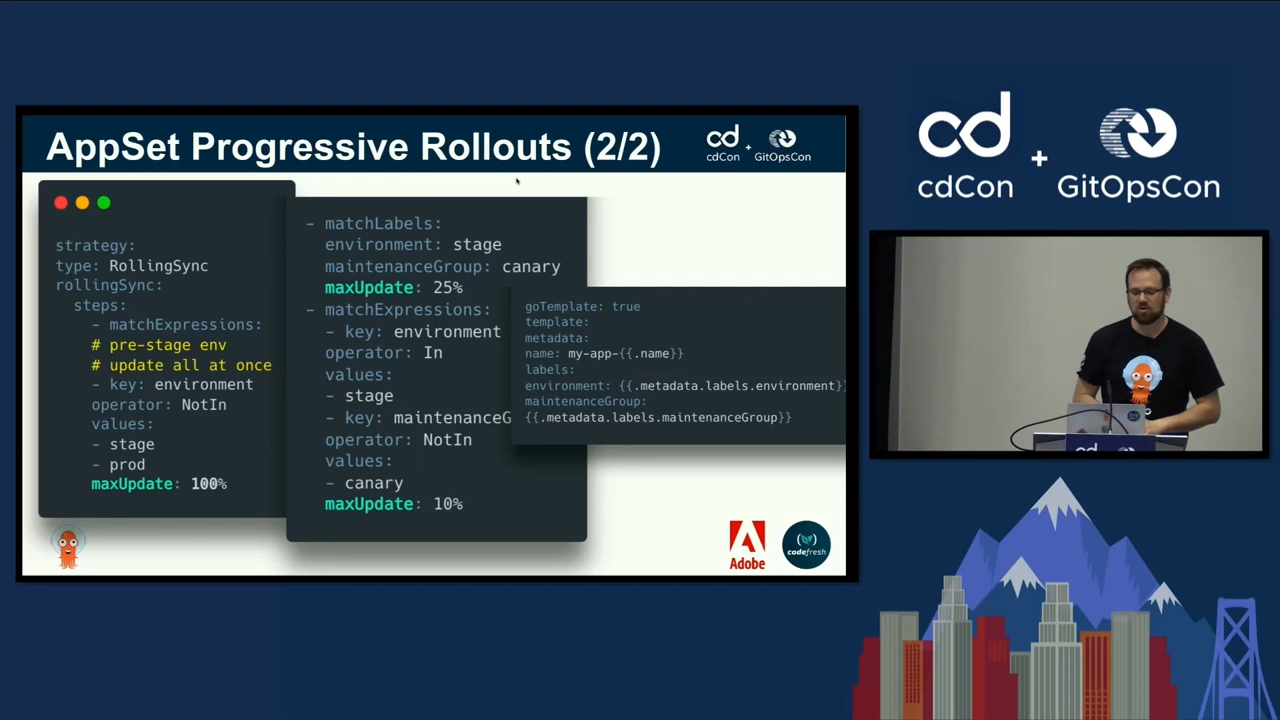 AppSet Progressive Rollouts (2/2)
cdCon + GitOpsCon
strategy:
type: RollingSync
rollingSync:
steps:
- matchExpressions:
# pre-stage env
# update all at once
- key: environment
operator: NotIn
values:
- stage
- prod
maxUpdate: 100%
- matchLabels:
environment: stage
maintenanceGroup: canary
maxUpdate: 25%
- matchExpressions:
- key: environment
operator: In
values:
- stage
- key: maintenanceG
operator: NotIn
values:
- canary
maxUpdate: 10%
goTemplate: true
template:
metadata:
name: my-app-{{.name}}
labels:
environment: {{.metadata.labels.environment}}
maintenanceGroup:
{{.metadata.labels.maintenanceGroup}}
Adobe
codefresh
cdCon + GitOpsCon
cd